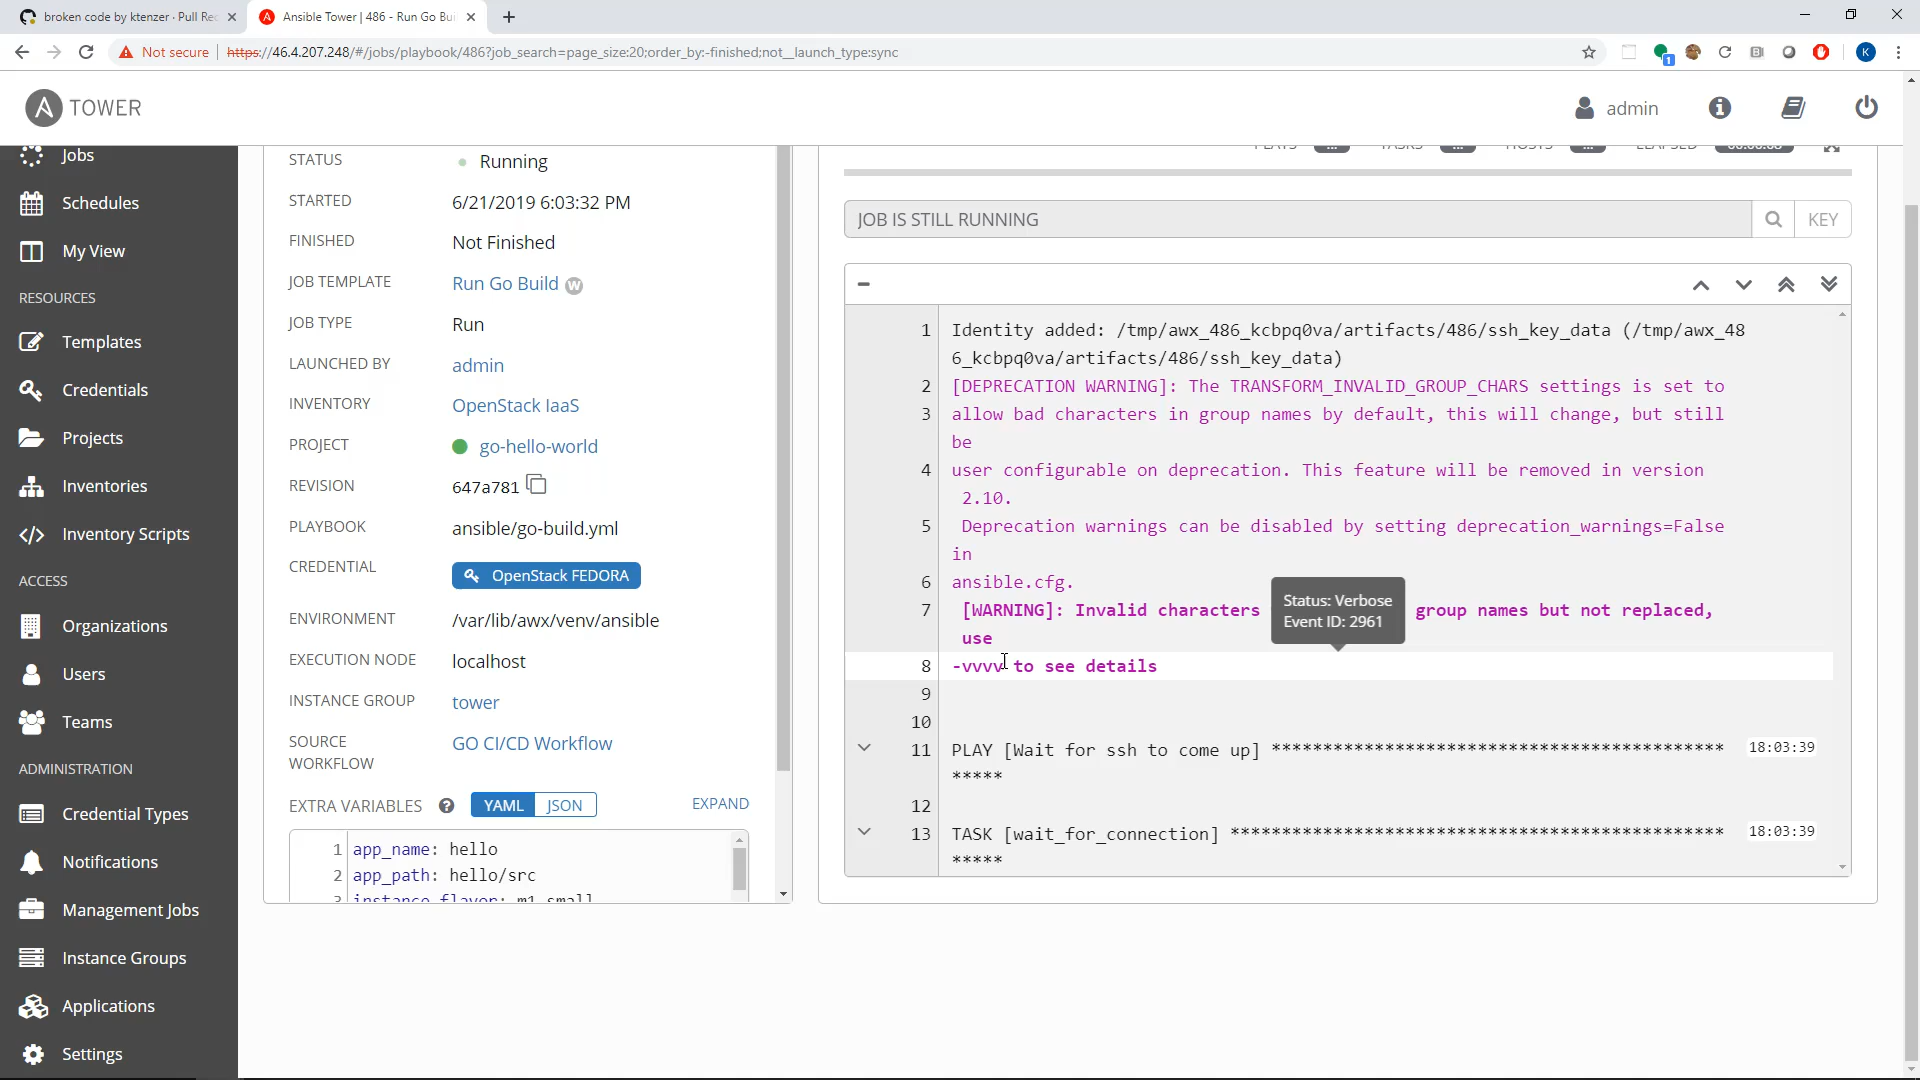 broken code by ktenzer · Pull Re
Ansible Tower | 486 - Run Go Bui
Not secure
https://46.4.207.248/#/jobs/playbook/486?job_search=page_size:20;order_by:-finished;not__launch_type:sync
1
K
A TOWER
admin
Jobs
Schedules
My View
RESOURCES
Templates
Credentials
Projects
Inventories
Inventory Scripts
ACCESS
Organizations
Users
Teams
ADMINISTRATION
Credential Types
Notifications
Management Jobs
Instance Groups
Applications
Settings
STATUS Running
STARTED 6/21/2019 6:03:32 PM
FINISHED Not Finished
JOB TEMPLATE Run Go Build W
JOB TYPE Run
LAUNCHED BY admin
INVENTORY OpenStack IaaS
PROJECT go-hello-world
REVISION 647a781
PLAYBOOK ansible/go-build.yml
CREDENTIAL OpenStack FEDORA
ENVIRONMENT /var/lib/awx/venv/ansible
EXECUTION NODE localhost
INSTANCE GROUP tower
SOURCE WORKFLOW GO CI/CD Workflow
EXTRA VARIABLES ? YAML JSON EXPAND
1 app_name: hello
2 app_path: hello/src
3 instance_flavor: m1.small
PLAYS ... TASKS ... HOSTS ... ELAPSED
JOB IS STILL RUNNING
KEY
1 Identity added: /tmp/awx_486_kcbpq0va/artifacts/486/ssh_key_data (/tmp/awx_48
6_kcbpq0va/artifacts/486/ssh_key_data)
2 [DEPRECATION WARNING]: The TRANSFORM_INVALID_GROUP_CHARS settings is set to
3 allow bad characters in group names by default, this will change, but still
be
4 user configurable on deprecation. This feature will be removed in version
2.10.
5 Deprecation warnings can be disabled by setting deprecation_warnings=False
in
6 ansible.cfg.
7 [WARNING]: Invalid characters group names but not replaced,
use
Status: Verbose
Event ID: 2961
8 -vvvv to see details
9
10
11 PLAY [Wait for ssh to come up] ******************************************** 18:03:39
*****
12
13 TASK [wait_for_connection] ************************************************ 18:03:39
*****